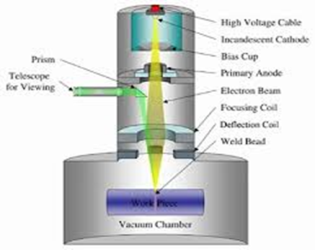 High Voltage Cable
Incandescent Cathode
Bias Cup
Prism
Primary Anode
Telescope
for Viewing
Electron Beam
Focusing Coil
Deflection Coil
Weld Bead
Work Piece
Vacuum Chamber